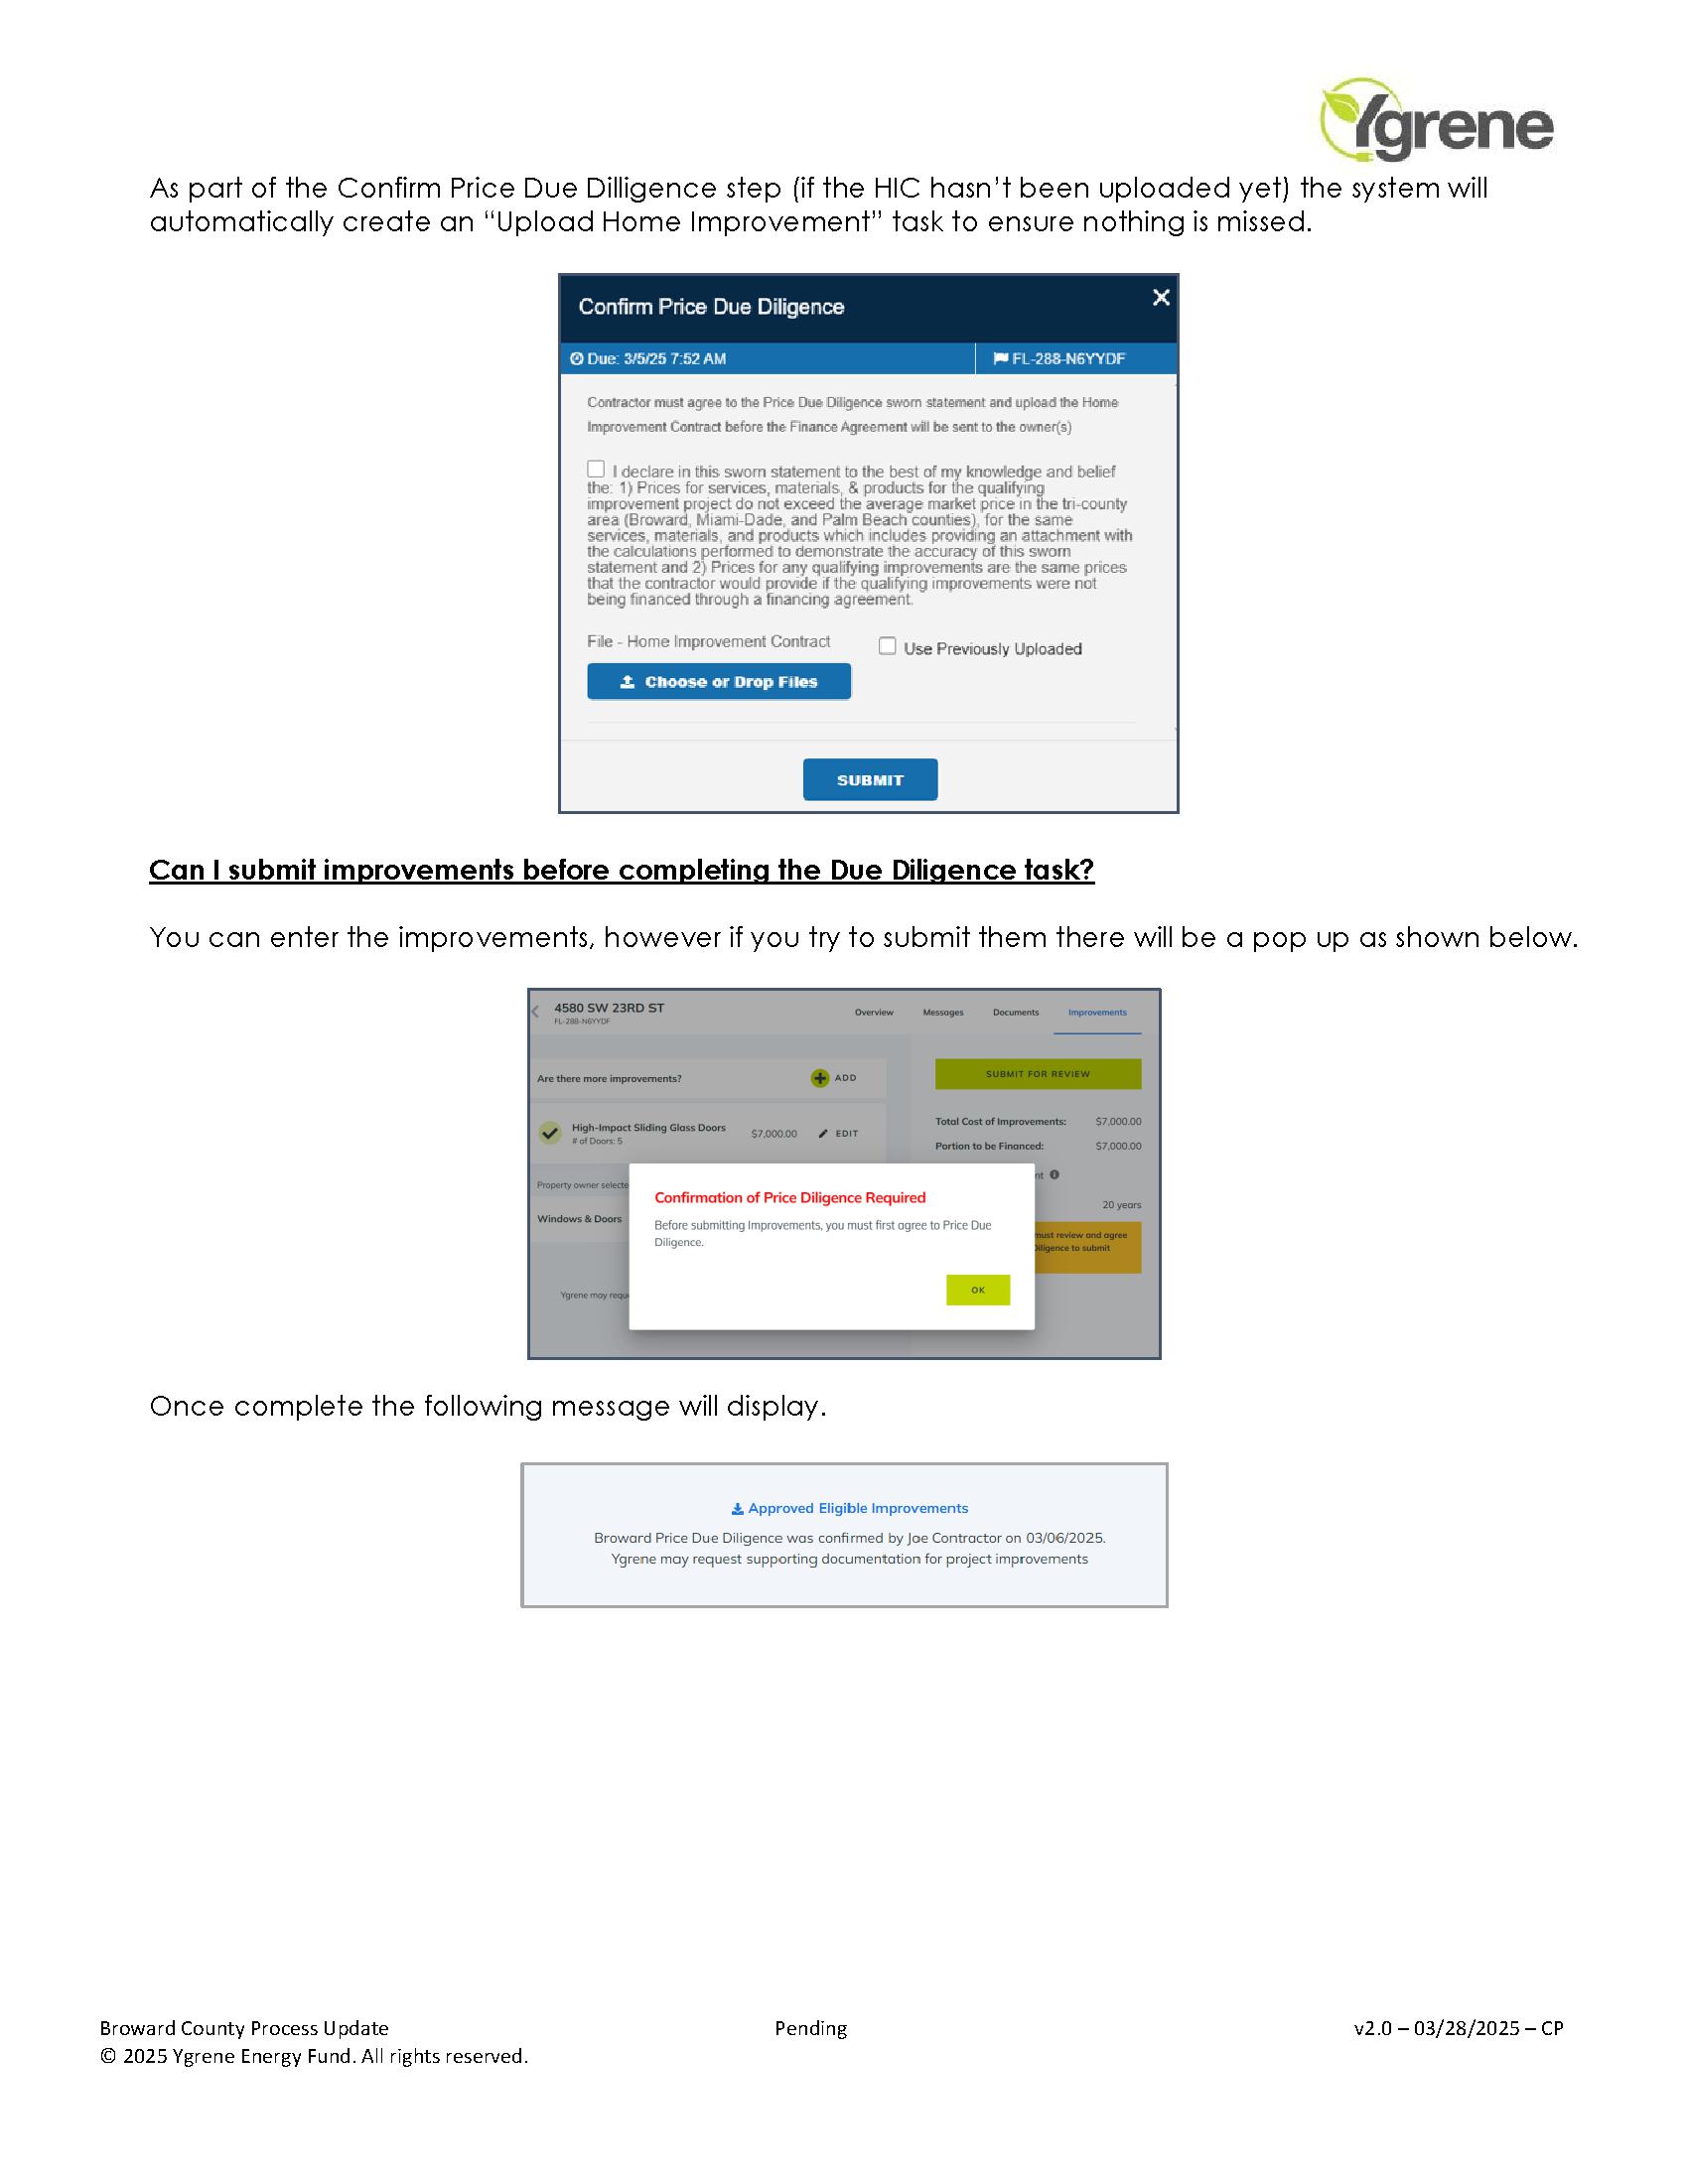 Ygrene
As part of the Confirm Price Due Dilligence step (if the HIC hasn’t been uploaded yet) the system will
automatically create an “Upload Home Improvement” task to ensure nothing is missed.
Confirm Price Due Diligence
Due: 3/5/25 7:52 AM
FL-288-N6YYDF
Contractor must agree to the Price Due Diligence sworn statement and upload the Home
Improvement Contract before the Finance Agreement will be sent to the owner(s)
I declare in this sworn statement to the best of my knowledge and belief
the: 1) Prices for services, materials, & products for the qualifying
improvement project do not exceed the average market price in the tri-county
area (Broward, Miami-Dade, and Palm Beach counties), for the same
services, materials, and products which includes providing an attachment with
the calculations performed to demonstrate the accuracy of this sworn
statement and 2) Prices for any qualifying improvements are the same prices
that the contractor would provide if the qualifying improvements were not
being financed through a financing agreement.
File - Home Improvement Contract
Use Previously Uploaded
Choose or Drop Files
SUBMIT
Can I submit improvements before completing the Due Diligence task?
You can enter the improvements, however if you try to submit them there will be a pop up as shown below.
4580 SW 23RD ST
FL-288-N6YYDF
Overview Messages Documents Improvements
Are there more improvements?
ADD
SUBMIT FOR REVIEW
High-Impact Sliding Glass Doors
# of Doors: 5
$7,000.00
EDIT
Total Cost of Improvements: $7,000.00
Portion to be Financed: $7,000.00
nt
Property owner selecte
20 years
Windows & Doors
must review and agree
Diligence to submit
Ygrene may requ
Confirmation of Price Diligence Required
Before submitting Improvements, you must first agree to Price Due
Diligence.
OK
Once complete the following message will display.
Approved Eligible Improvements
Broward Price Due Diligence was confirmed by Jae Contractor on 03/06/2025.
Ygrene may request supporting documentation for project improvements
Broward County Process Update Pending v2.0 – 03/28/2025 – CP
© 2025 Ygrene Energy Fund. All rights reserved.